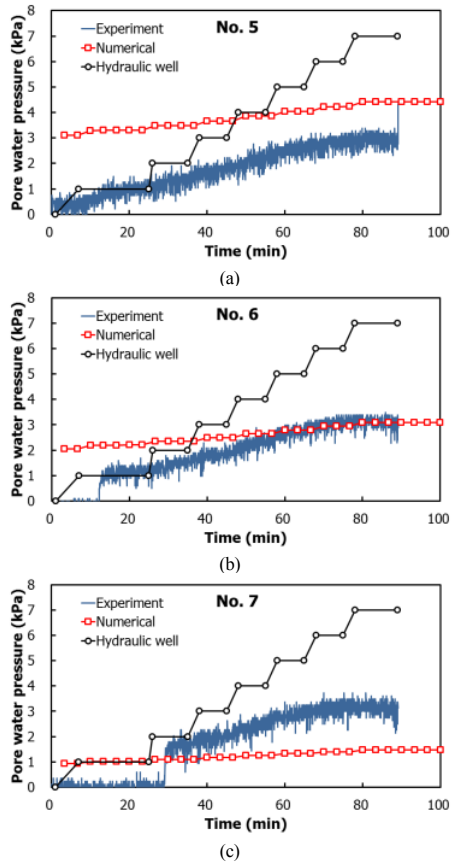 8
No. 5
7
Experiment
6
Numerical
5
Hydraulic well
4
3
2
1
0
Pore water pressure (kPa)
0 20 40 60 80 100
Time (min)
(a)
8
No. 6
7
Experiment
6
Numerical
5
Hydraulic well
4
3
2
1
0
Pore water pressure (kPa)
0 20 40 60 80 100
Time (min)
(b)
8
No. 7
7
Experiment
6
Numerical
5
Hydraulic well
4
3
2
1
0
Pore water pressure (kPa)
0 20 40 60 80 100
Time (min)
(c)